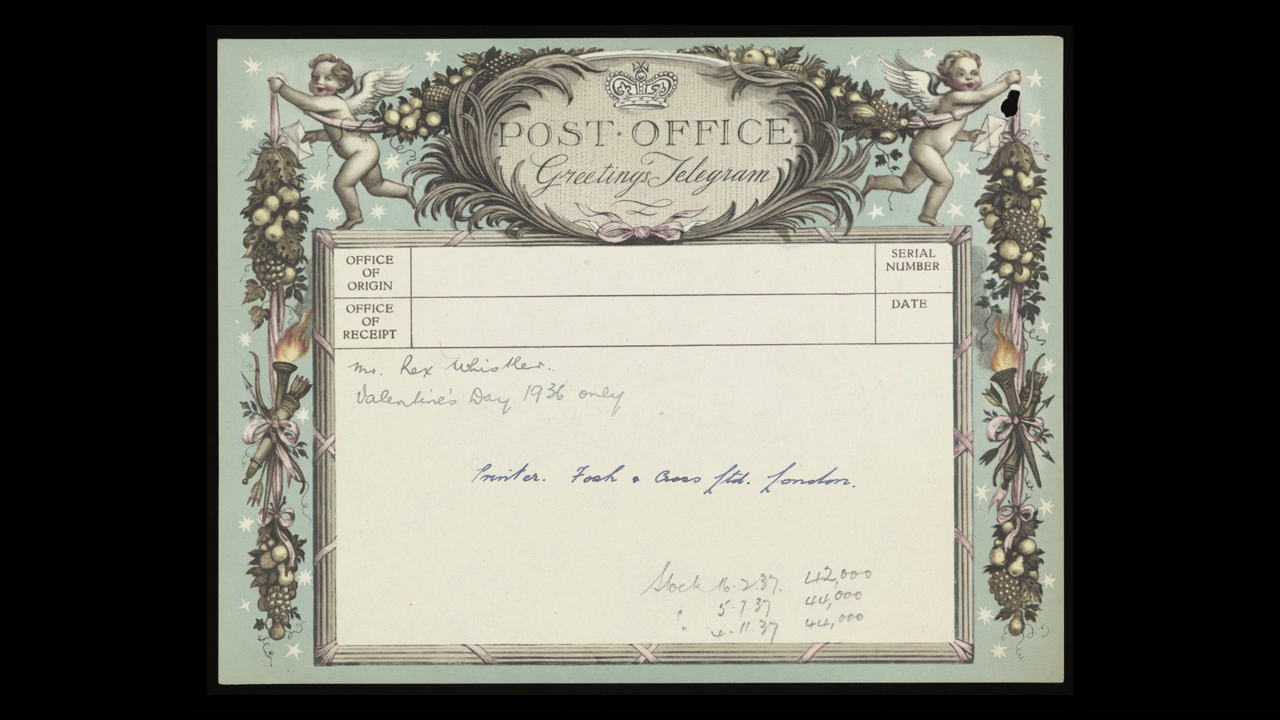 POST·OFFICE
Greetings Telegram
OFFICE
OF
ORIGIN
SERIAL
NUMBER
OFFICE
OF
RECEIPT
DATE
Mr. Rex Whistler.
Valentine's Day 1936 only
Printer. Fosh & Cross Ltd. London.
Stock 16.2.37. 42,000
" 5.7.37 44,000
" 4.11.37 44,000